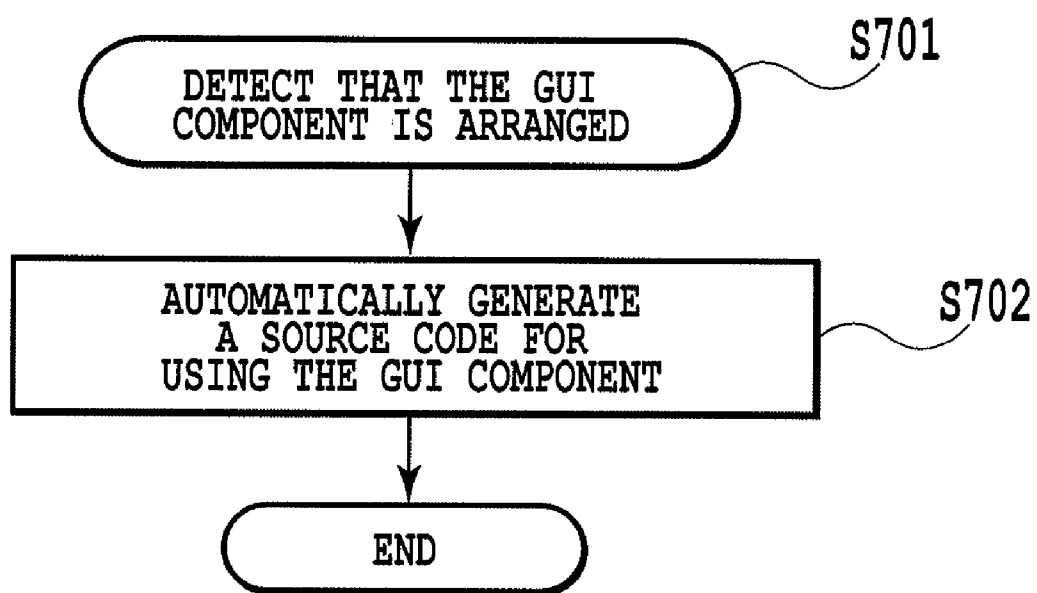 S701
DETECT THAT THE GUI
COMPONENT IS ARRANGED
S702
AUTOMATICALLY GENERATE
A SOURCE CODE FOR
USING THE GUI COMPONENT
END